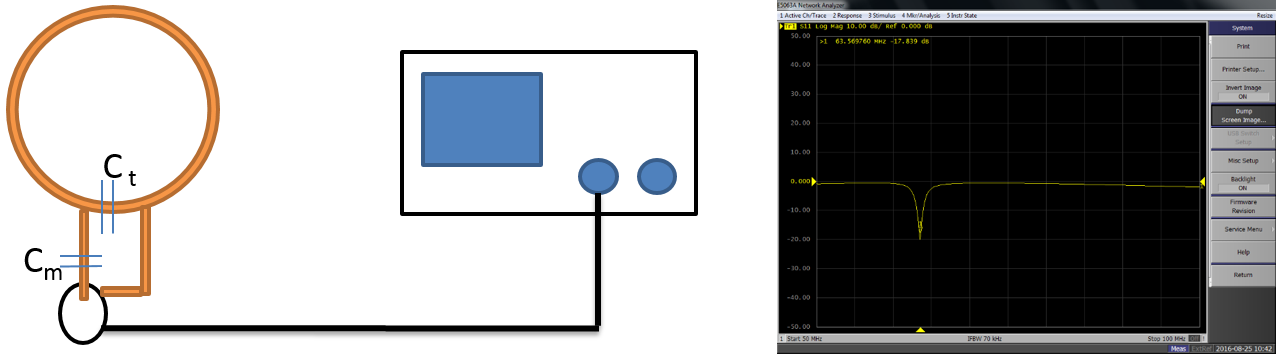 C t
C m
E5063A Network Analyzer
1 Active Ch/Trace 2 Response 3 Stimulus 4 Mkr/Analysis 5 Instr State
Resize
Tr1 S11 Log Mag 10.00 dB/ Ref 0.000 dB
>1 63.569760 MHz -17.839 dB
50.00
40.00
30.00
20.00
10.00
0.000
-10.00
-20.00
-30.00
-40.00
-50.00
1 Start 50 MHz
IFBW 70 kHz
Stop 100 MHz
System
Print
Printer Setup...
Invert Image
ON
Dump
Screen Image...
Misc Setup
Backlight
ON
Firmware
Revision
Service Menu
Help
Return
Meas ExtRef 2016-08-25 10:42